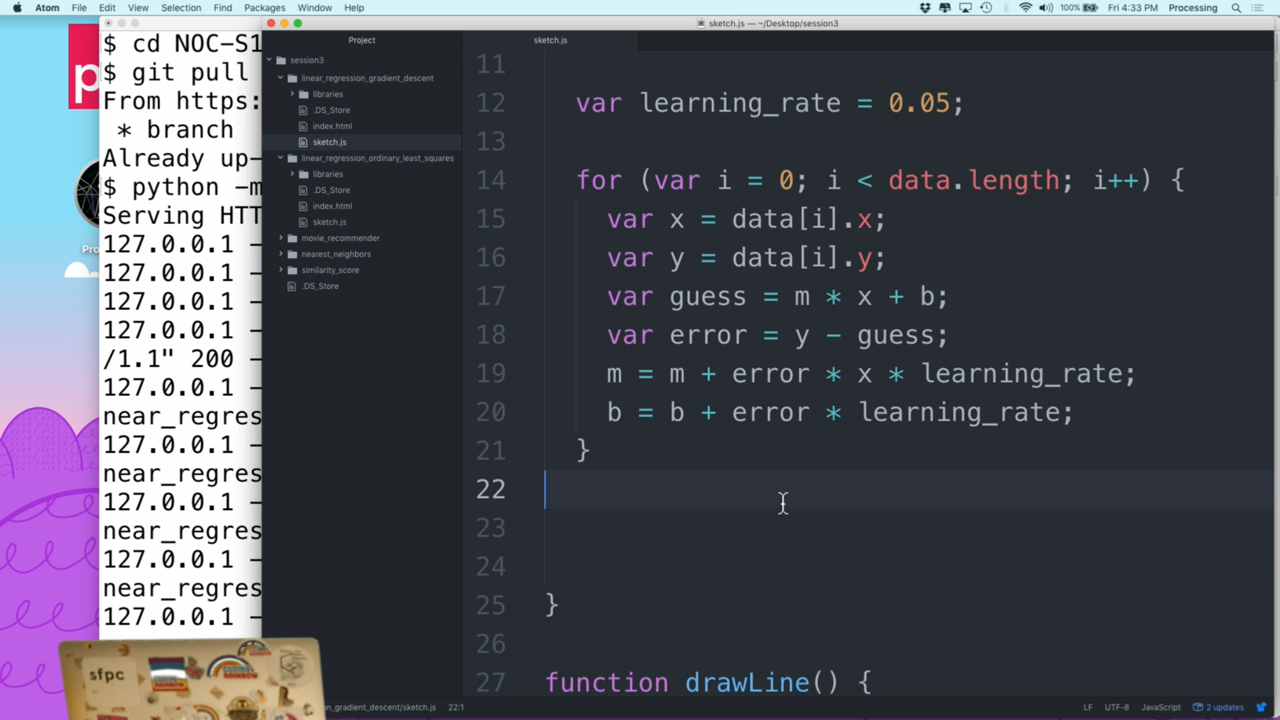 Atom File Edit View Selection Find Packages Window Help 100% Fri 4:33 PM Processing
sketch.js — ~/Desktop/session3
$ cd NOC-S1
$ git pull
From https:
* branch
Already up-
$ python -m
Serving HTT
127.0.0.1 —
127.0.0.1 —
127.0.0.1 —
127.0.0.1 —
/1.1" 200 —
127.0.0.1 —
near_regres
127.0.0.1 —
near_regres
127.0.0.1 —
near_regres
127.0.0.1 —
near_regres
127.0.0.1 —
Project
session3
linear_regression_gradient_descent
libraries
.DS_Store
index.html
sketch.js
linear_regression_ordinary_least_squares
libraries
.DS_Store
index.html
sketch.js
movie_recommender
nearest_neighbors
similarity_score
.DS_Store
sketch.js
11
12 var learning_rate = 0.05;
13
14 for (var i = 0; i < data.length; i++) {
15 var x = data[i].x;
16 var y = data[i].y;
17 var guess = m * x + b;
18 var error = y - guess;
19 m = m + error * x * learning_rate;
20 b = b + error * learning_rate;
21 }
22
23
24
25 }
26
27 function drawLine() {
n_gradient_descent/sketch.js 22:1 LF UTF-8 JavaScript 2 updates
sfpc